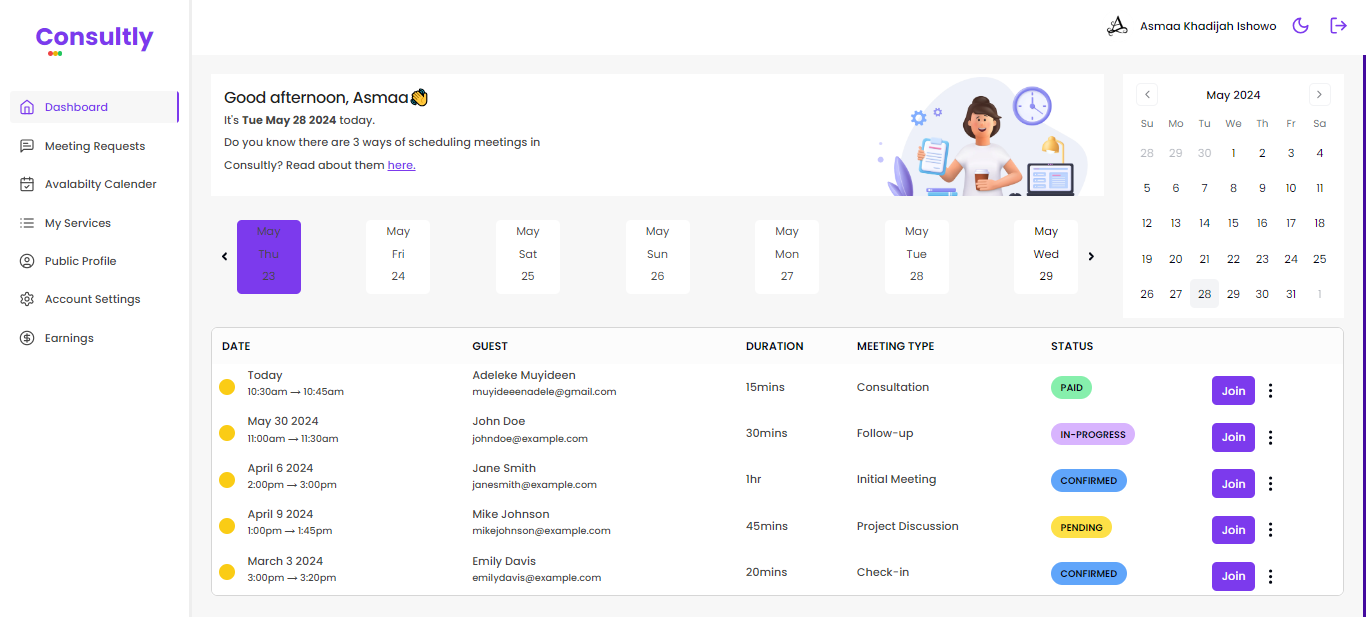 Consultly
Dashboard
Meeting Requests
Avalabilty Calender
My Services
Public Profile
Account Settings
Earnings
Asmaa Khadijah Ishowo
Good afternoon, Asmaa👋
It's Tue May 28 2024 today.
Do you know there are 3 ways of scheduling meetings in
Consultly? Read about them here.
May 2024
Su Mo Tu We Th Fr Sa
28 29 30 1 2 3 4
5 6 7 8 9 10 11
12 13 14 15 16 17 18
19 20 21 22 23 24 25
26 27 28 29 30 31 1
May May May May May May May
Thu Fri Sat Sun Mon Tue Wed
23 24 25 26 27 28 29
DATE GUEST DURATION MEETING TYPE STATUS
Today Adeleke Muyideen
10:30am → 10:45am muyideeenadele@gmail.com 15mins Consultation PAID Join
May 30 2024 John Doe
11:00am → 11:30am johndoe@example.com 30mins Follow-up IN-PROGRESS Join
April 6 2024 Jane Smith
2:00pm → 3:00pm janesmith@example.com 1hr Initial Meeting CONFIRMED Join
April 9 2024 Mike Johnson
1:00pm → 1:45pm mikejohnson@example.com 45mins Project Discussion PENDING Join
March 3 2024 Emily Davis
3:00pm → 3:20pm emilydavis@example.com 20mins Check-in CONFIRMED Join